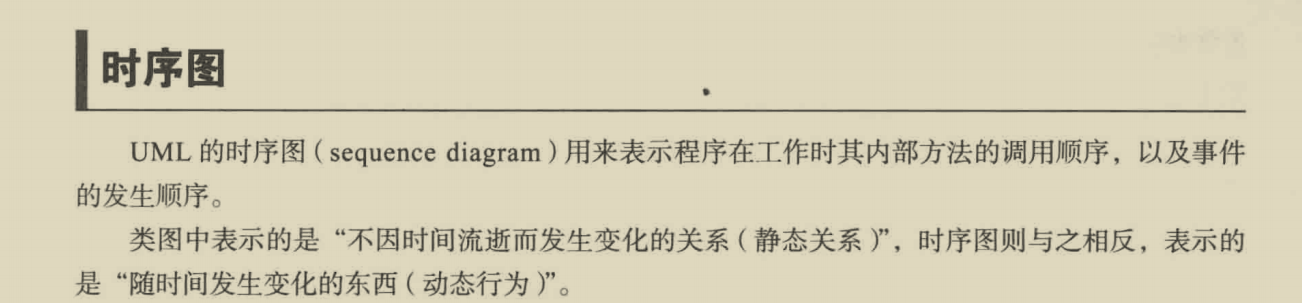 时序图
UML 的时序图（sequence diagram）用来表示程序在工作时其内部方法的调用顺序，以及事件
的发生顺序。
类图中表示的是“不因时间流逝而发生变化的关系（静态关系）”，时序图则与之相反，表示的
是“随时间发生变化的东西（动态行为）”。